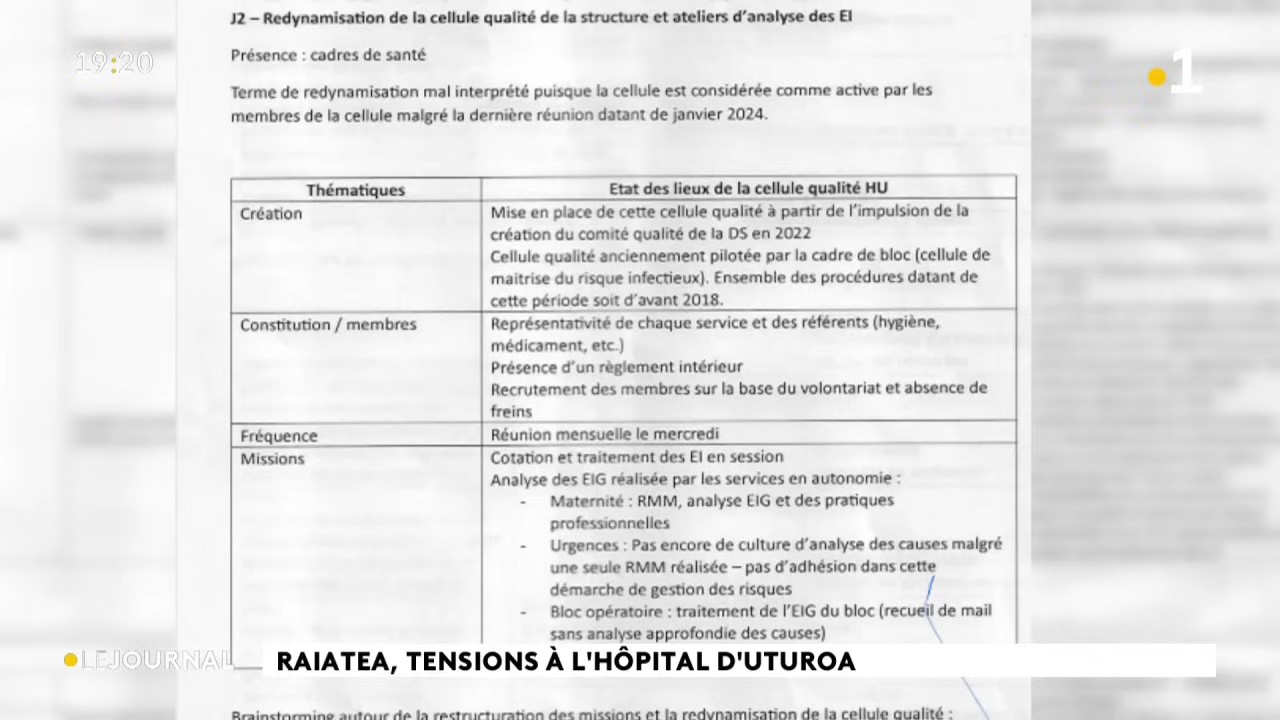 J2 – Redynamisation de la cellule qualité de la structure et ateliers d'analyse des EI
19:20
Présence : cadres de santé
1
Terme de redynamisation mal interprété puisque la cellule est considérée comme active par les
membres de la cellule malgré la dernière réunion datant de janvier 2024.
Thématiques
Etat des lieux de la cellule qualité HU
Création
Mise en place de cette cellule qualité à partir de l'impulsion de la
création du comité qualité de la DS en 2022
Cellule qualité anciennement pilotée par la cadre de bloc (cellule de
maitrise du risque infectieux). Ensemble des procédures datant de
cette période soit d'avant 2018.
Constitution / membres
Représentativité de chaque service et des référents (hygiène,
médicament, etc.)
Présence d'un règlement intérieur
Recrutement des membres sur la base du volontariat et absence de
freins
Fréquence
Réunion mensuelle le mercredi
Missions
Cotation et traitement des EI en session
Analyse des EIG réalisée par les services en autonomie :
- Maternité : RMM, analyse EIG et des pratiques
professionnelles
- Urgences : Pas encore de culture d'analyse des causes malgré
une seule RMM réalisée – pas d'adhésion dans cette
démarche de gestion des risques
- Bloc opératoire : traitement de l'EIG du bloc (recueil de mail
sans analyse approfondie des causes)
LEJOURNAL
RAIATEA, TENSIONS À L'HÔPITAL D'UTUROA
Brainstorming autour de la restructuration des missions et la redynamisation de la cellule qualité :